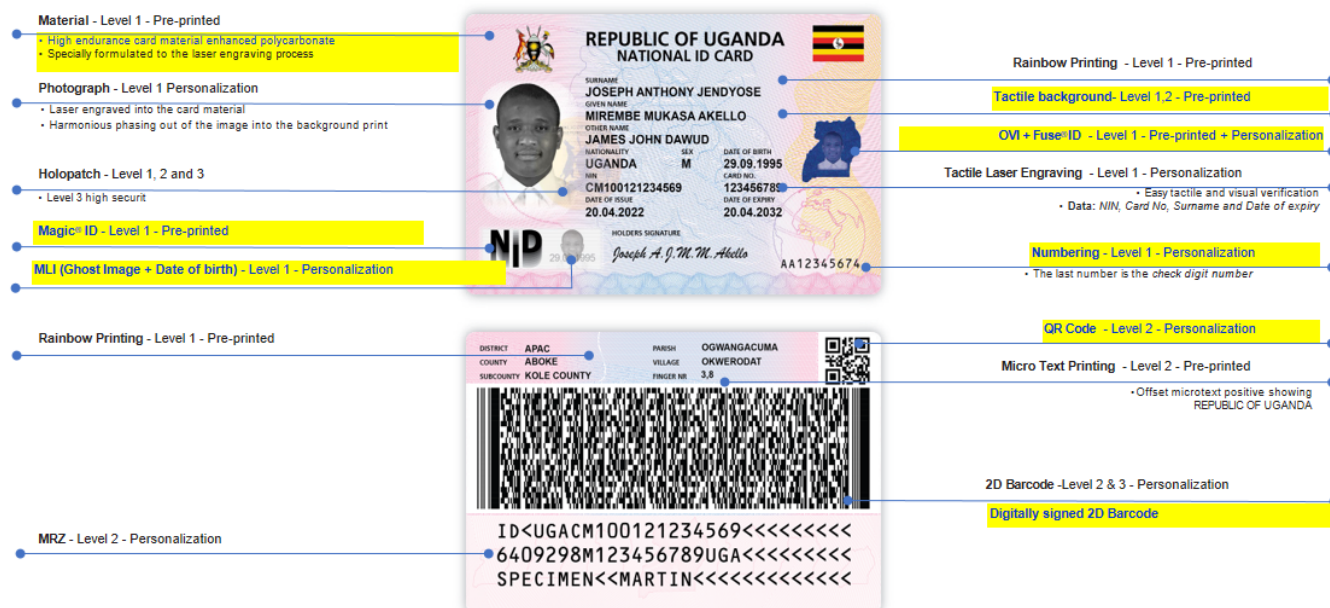 Material - Level 1 - Pre-printed
• High endurance card material enhanced polycarbonate
• Specially formulated to the laser engraving process
Photograph - Level 1 Personalization
• Laser engraved into the card material
• Harmonious phasing out of the image into the background print
Holopatch - Level 1, 2 and 3
• Level 3 high securit
Magic® ID - Level 1 - Pre-printed
MLI (Ghost Image + Date of birth) - Level 1 - Personalization
REPUBLIC OF UGANDA
NATIONAL ID CARD
SURNAME
JOSEPH ANTHONY JENDYOSE
GIVEN NAME
MIREMBE MUKASA AKELLO
OTHER NAME
JAMES JOHN DAWUD
NATIONALITY SEX DATE OF BIRTH
UGANDA M 29.09.1995
NIN CARD NO.
CM100121234569 123456789
DATE OF ISSUE DATE OF EXPIRY
20.04.2022 20.04.2032
HOLDERS SIGNATURE
NID 29.09.1995 Joseph A. J. M. M. Akello
AA12345674
Rainbow Printing - Level 1 - Pre-printed
Tactile background- Level 1,2 - Pre-printed
OVI + Fuse®ID - Level 1 - Pre-printed + Personalization
Tactile Laser Engraving - Level 1 - Personalization
• Easy tactile and visual verification
• Data: NIN, Card No, Surname and Date of expiry
Numbering - Level 1 - Personalization
• The last number is the check digit number
Rainbow Printing - Level 1 - Pre-printed
MRZ - Level 2 - Personalization
DISTRICT APAC PARISH OGWANGACUMA
COUNTY ABOKE VILLAGE OKWERODAT
SUBCOUNTY KOLE COUNTY FINGER NR 3,8
ID<UGACM100121234569<<<<<<<<<
6409298M123456789UGA<<<<<<<<<
SPECIMEN<<MARTIN<<<<<<<<<<<<<
QR Code - Level 2 - Personalization
Micro Text Printing - Level 2 - Pre-printed
•Offset microtext positive showing
REPUBLIC OF UGANDA
2D Barcode -Level 2 & 3 - Personalization
Digitally signed 2D Barcode